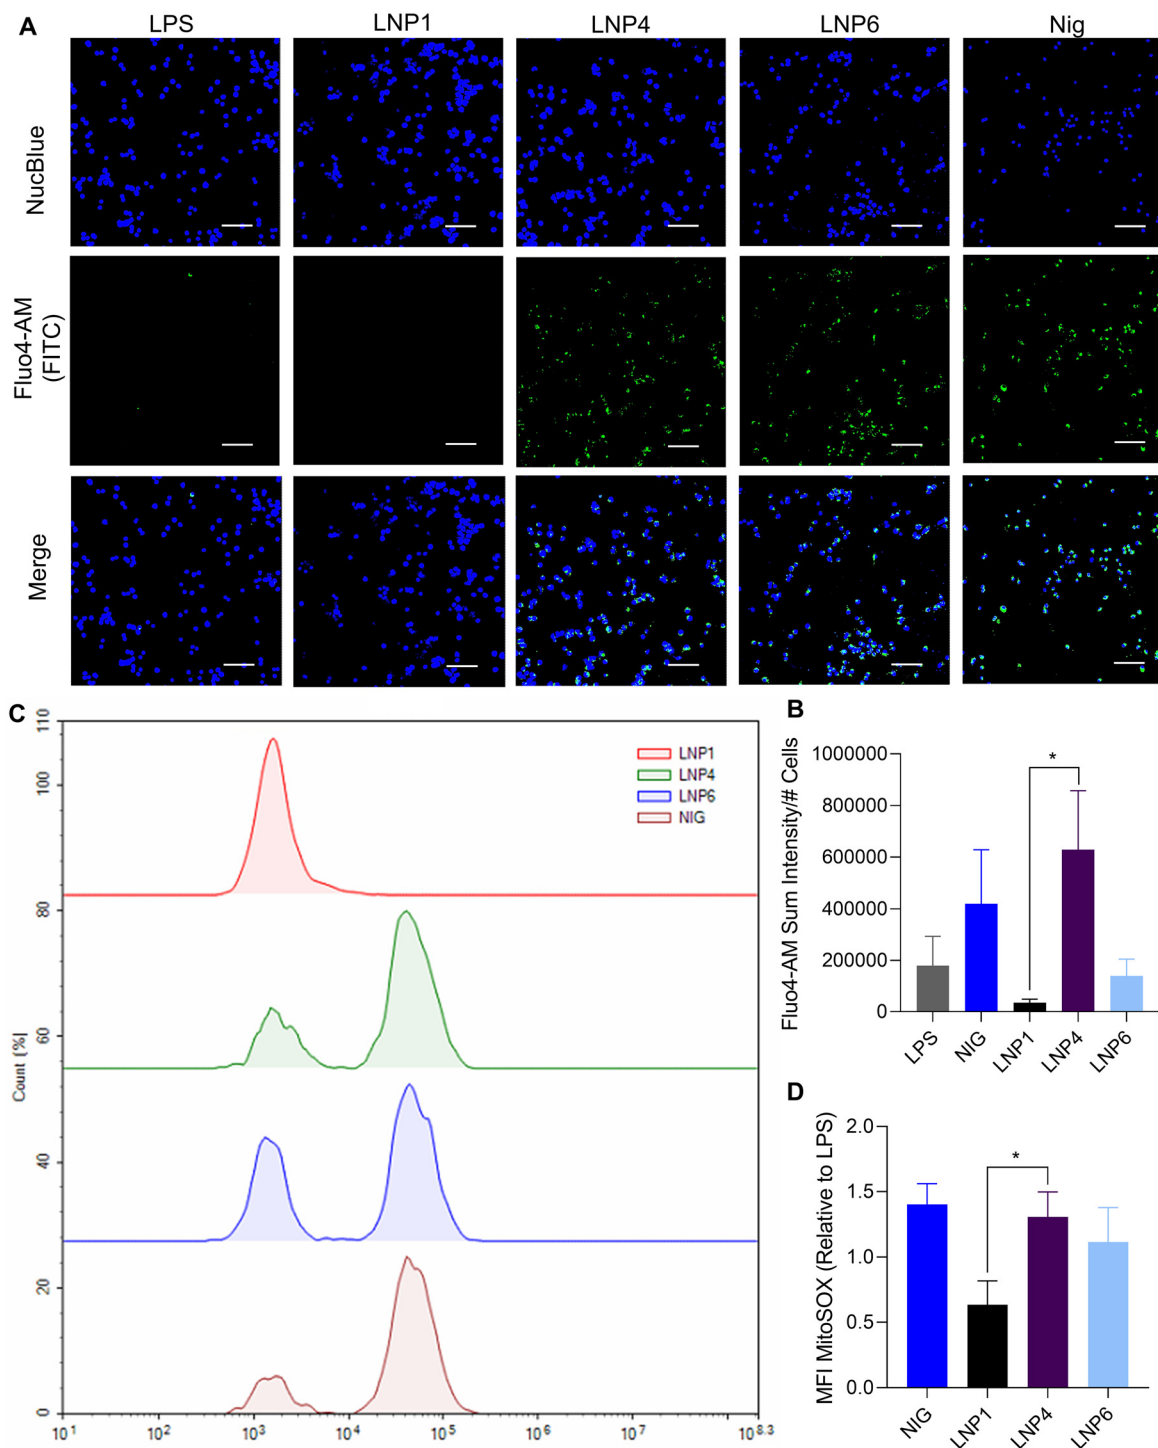 A
LPS
LNP1
LNP4
LNP6
Nig
NucBlue
Fluo4-AM
(FITC)
Merge
C
110
100
80
60
40
20
0
Count [%]
LNP1
LNP4
LNP6
NIG
10^1
10^2
10^3
10^4
10^5
10^6
10^7
10^8.3
B
Fluo4-AM Sum Intensity/# Cells
1000000
800000
600000
400000
200000
0
*
LPS
NIG
LNP1
LNP4
LNP6
D
MFI MitoSOX (Relative to LPS)
2.0
1.5
1.0
0.5
0.0
*
NIG
LNP1
LNP4
LNP6